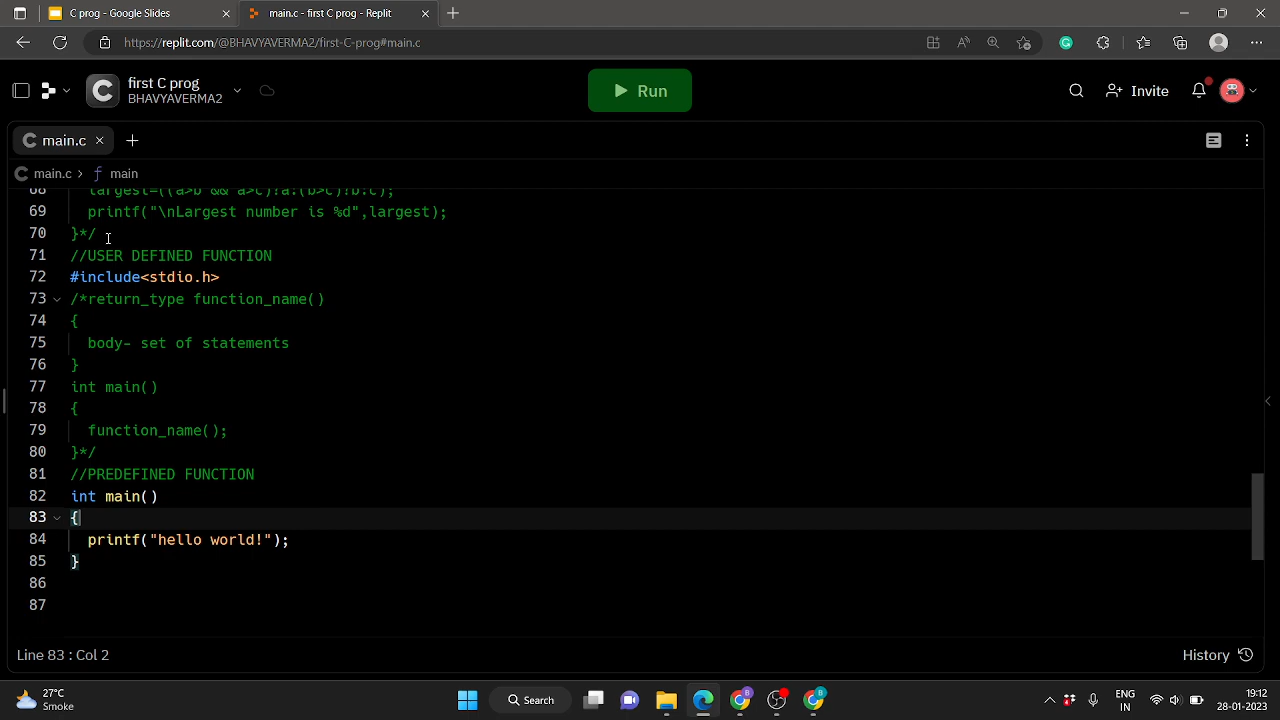 C prog - Google Slides
main.c - first C prog - Replit
https://replit.com/@BHAVYAVERMA2/first-C-prog#main.c
first C prog
BHAVYAVERMA2
Run
Invite
main.c
main.c > f main
68 largest=((a>b && a>c)?a:(b>c)?b:c);
69 printf("\nLargest number is %d",largest);
70 }*/
71 //USER DEFINED FUNCTION
72 #include<stdio.h>
73 /*return_type function_name()
74 {
75 body- set of statements
76 }
77 int main()
78 {
79 function_name();
80 }*/
81 //PREDEFINED FUNCTION
82 int main()
83 {
84 printf("hello world!");
85 }
86
87
Line 83 : Col 2
History
27°C
Smoke
Search
ENG
IN
19:12
28-01-2023